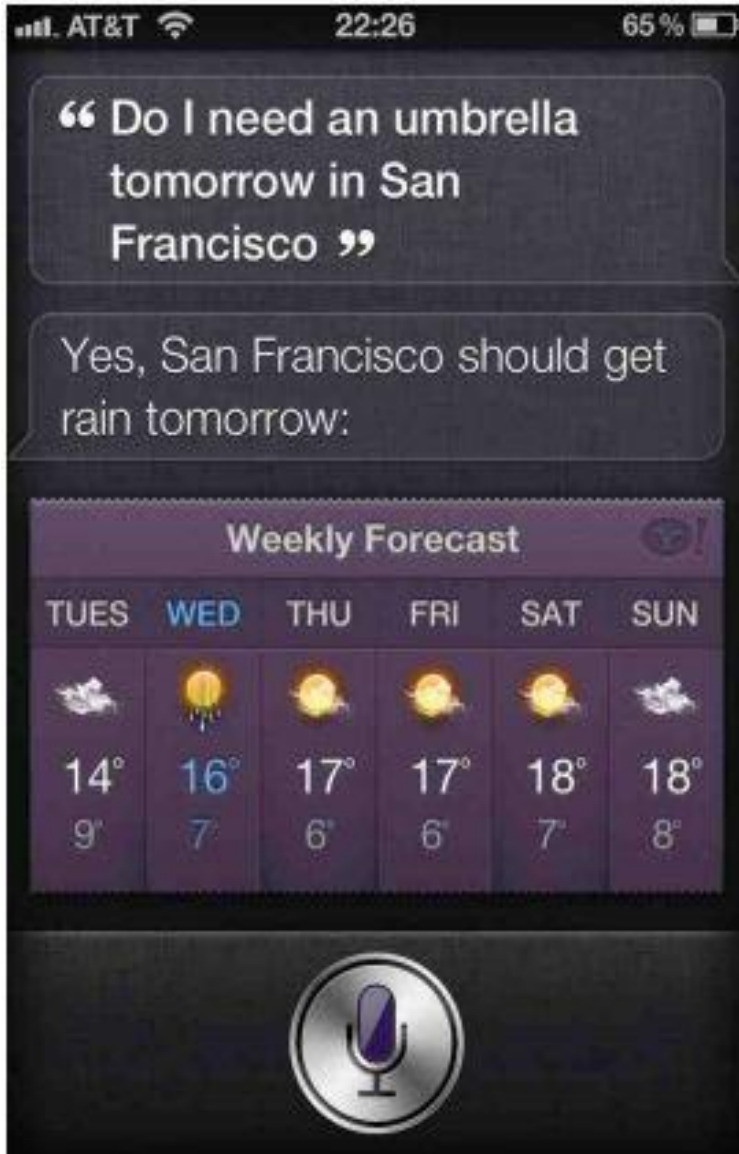 AT&T 22:26 65%
“ Do I need an umbrella
tomorrow in San
Francisco ”
Yes, San Francisco should get
rain tomorrow:
Weekly Forecast Y!
TUES WED THU FRI SAT SUN
14° 16° 17° 17° 18° 18°
9° 7° 6° 6° 7° 8°